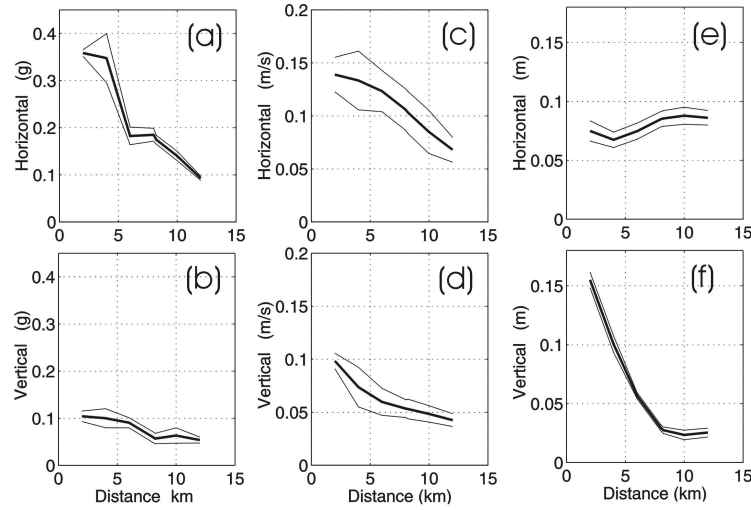 (a)
Horizontal (g)
0.4
0.3
0.2
0.1
0
0 5 10 15
(c)
Horizontal (m/s)
0.2
0.15
0.1
0.05
0
0 5 10 15
(e)
Horizontal (m)
0.15
0.1
0.05
0
0 5 10 15
(b)
Vertical (g)
0.4
0.3
0.2
0.1
0
0 5 10 15
Distance km
(d)
Vertical (m/s)
0.2
0.15
0.1
0.05
0
0 5 10 15
Distance (km)
(f)
Vertical (m)
0.15
0.1
0.05
0
0 5 10 15
Distance (km)